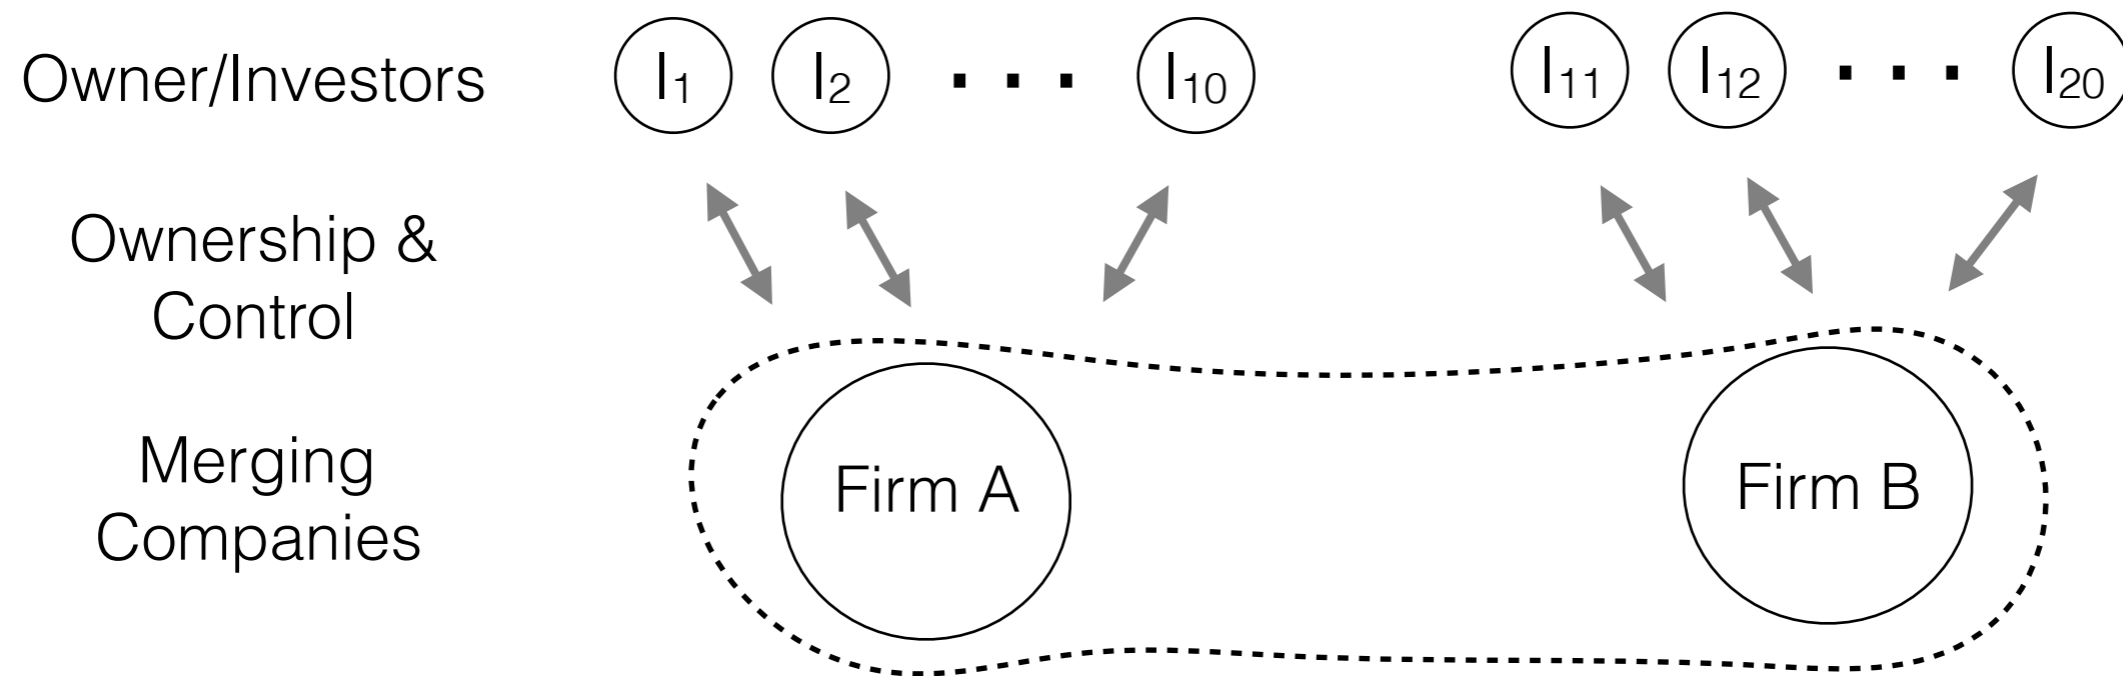 Owner/Investors
I₁ I₂ ··· I₁₀ I₁₁ I₁₂ ··· I₂₀
Ownership &
Control
Merging
Companies
Firm A
Firm B